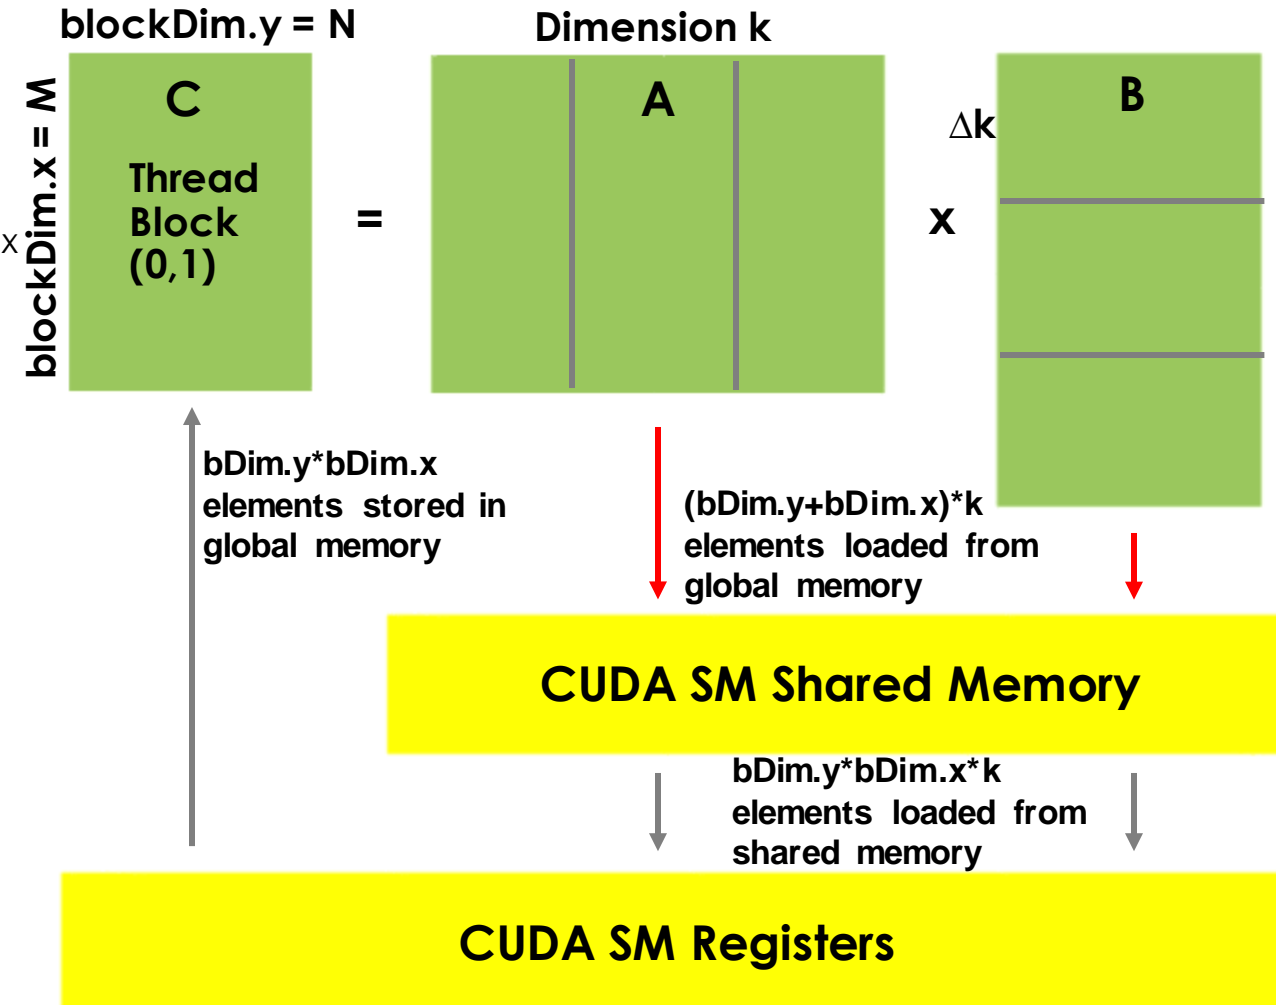 blockDim.y = N
Dimension k
blockDim.x = M
x
C
Thread
Block
(0,1)
=
A
x
Δk
B
bDim.y*bDim.x
elements stored in
global memory
(bDim.y+bDim.x)*k
elements loaded from
global memory
CUDA SM Shared Memory
bDim.y*bDim.x*k
elements loaded from
shared memory
CUDA SM Registers